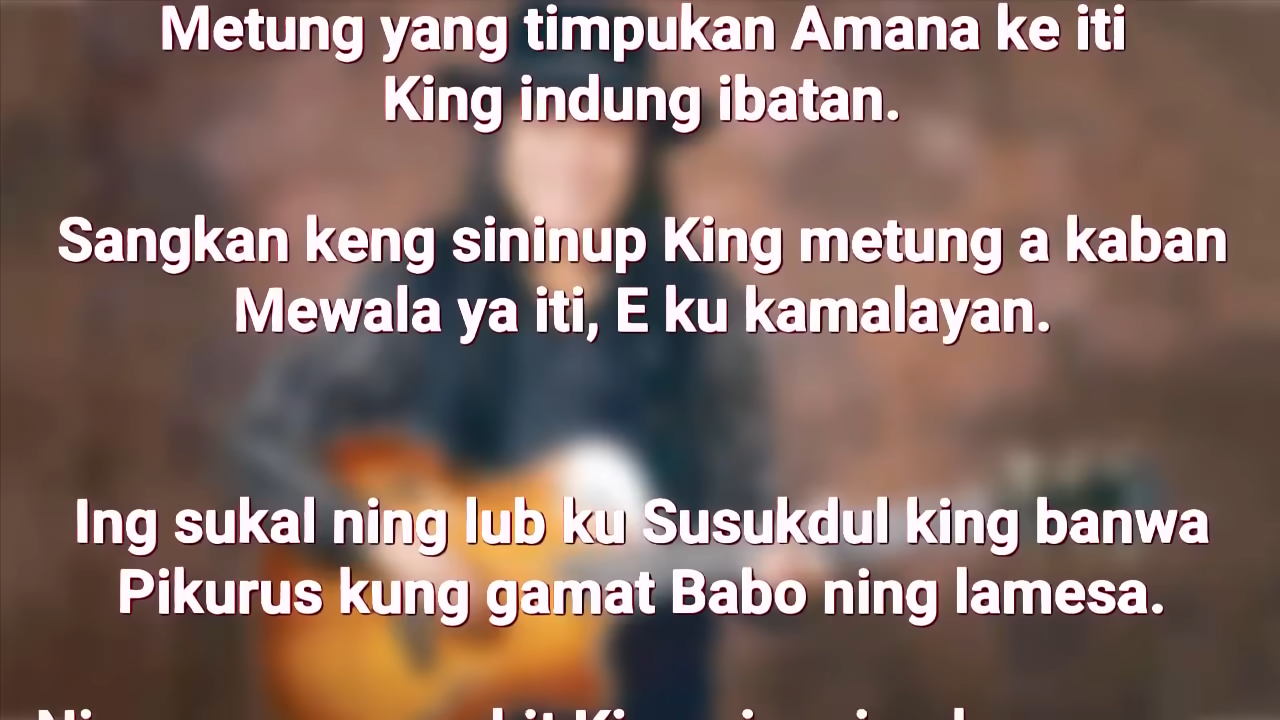 Metung yang timpukan Amana ke iti
King indung ibatan.
Sangkan keng sininup King metung a kaban
Mewala ya iti, E ku kamalayan.
Ing sukal ning lub ku Susukdul king banwa
Pikurus kung gamat Babo ning lamesa.